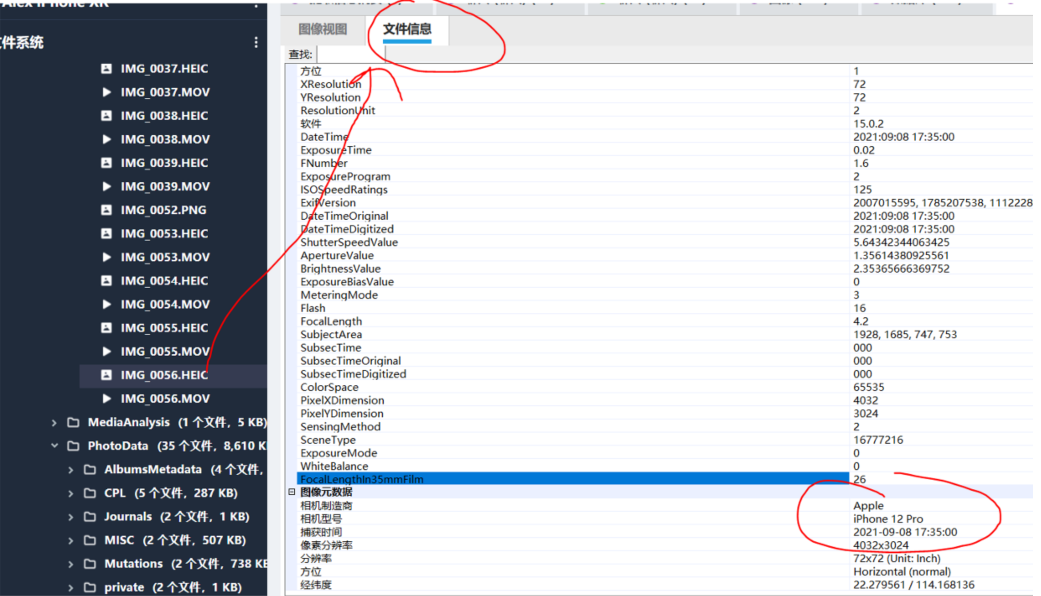 Alex iPhone XR
件系统
IMG_0037.HEIC
IMG_0037.MOV
IMG_0038.HEIC
IMG_0038.MOV
IMG_0039.HEIC
IMG_0039.MOV
IMG_0052.PNG
IMG_0053.HEIC
IMG_0053.MOV
IMG_0054.HEIC
IMG_0054.MOV
IMG_0055.HEIC
IMG_0055.MOV
IMG_0056.HEIC
IMG_0056.MOV
MediaAnalysis (1 个文件, 5 KB)
PhotoData (35 个文件, 8,610 K
AlbumsMetadata (4 个文件,
CPL (5 个文件, 287 KB)
Journals (2 个文件, 1 KB)
MISC (2 个文件, 507 KB)
Mutations (2 个文件, 738 KB
private (2 个文件, 1 KB)
图像视图 文件信息
查找:
方位 1
XResolution 72
YResolution 72
ResolutionUnit 2
软件 15.0.2
DateTime 2021:09:08 17:35:00
ExposureTime 0.02
FNumber 1.6
ExposureProgram 2
ISOSpeedRatings 125
ExifVersion 2007015595, 1785207538, 1112228
DateTimeOriginal 2021:09:08 17:35:00
DateTimeDigitized 2021:09:08 17:35:00
ShutterSpeedValue 5.64342344063425
ApertureValue 1.35614380925561
BrightnessValue 2.35365666369752
ExposureBiasValue 0
MeteringMode 3
Flash 16
FocalLength 4.2
SubjectArea 1928, 1685, 747, 753
SubsecTime 000
SubsecTimeOriginal 000
SubsecTimeDigitized 000
ColorSpace 65535
PixelXDimension 4032
PixelYDimension 3024
SensingMethod 2
SceneType 16777216
ExposureMode 0
WhiteBalance 0
FocalLengthIn35mmFilm 26
图像元数据
相机制造商 Apple
相机型号 iPhone 12 Pro
捕获时间 2021-09-08 17:35:00
像素分辨率 4032x3024
分辨率 72x72 (Unit: Inch)
方位 Horizontal (normal)
经纬度 22.279561 / 114.168136